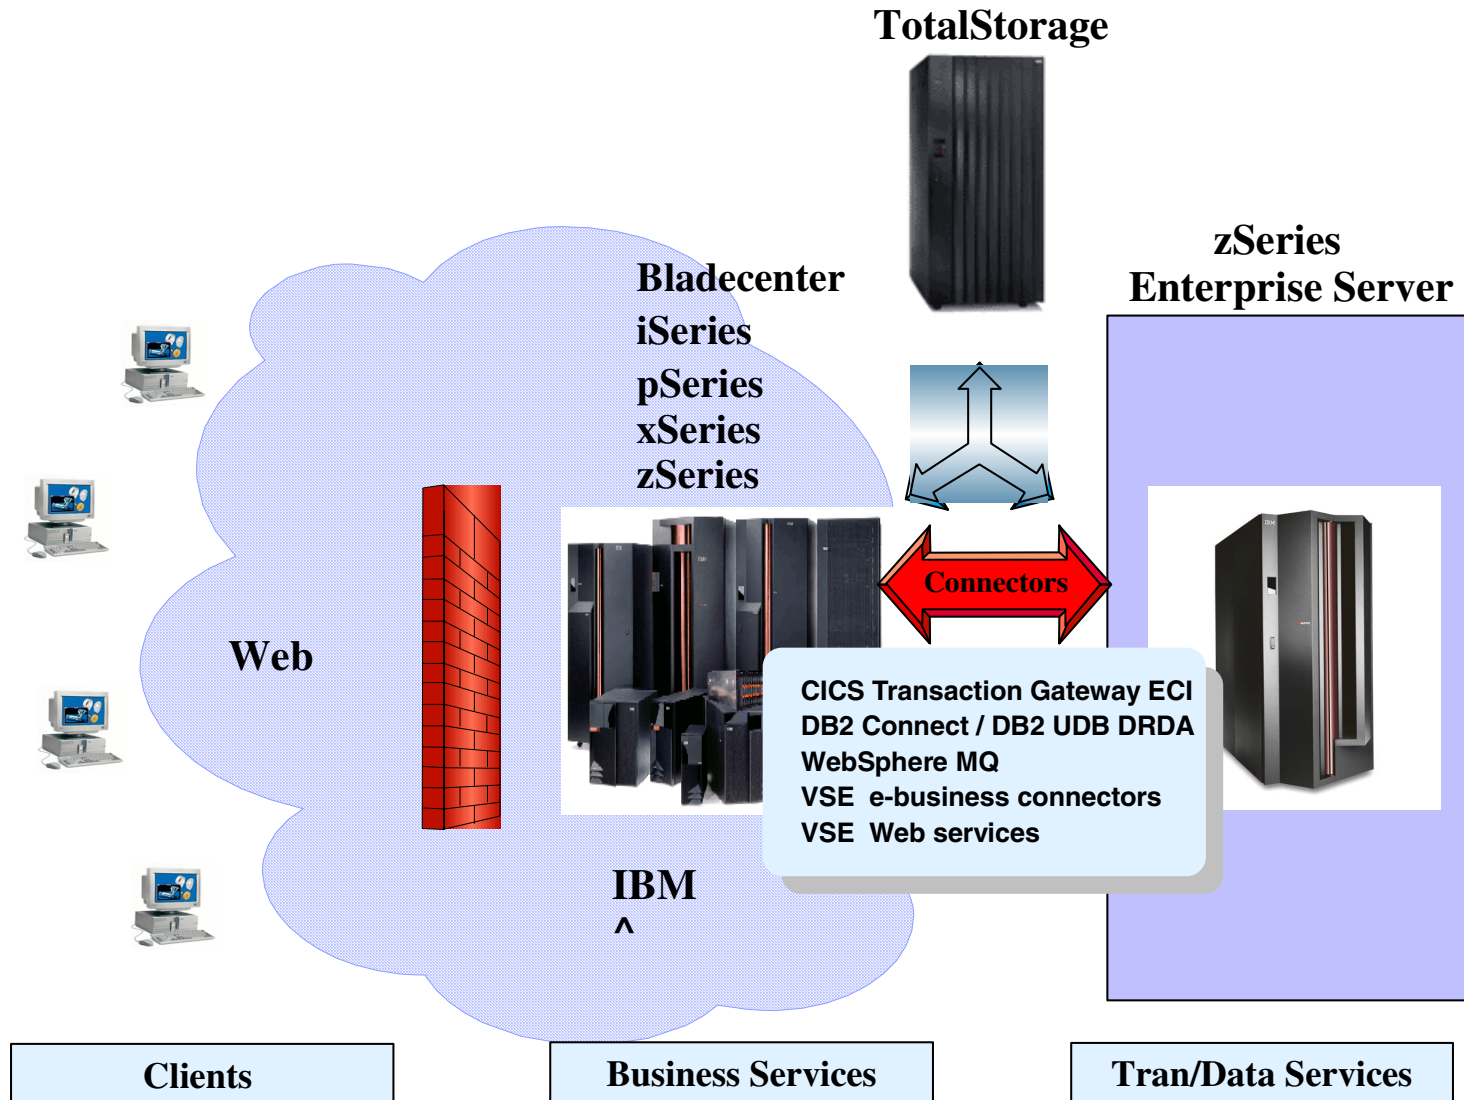 TotalStorage
zSeries
Enterprise Server
Bladecenter
iSeries
pSeries
xSeries
zSeries
Connectors
Web
CICS Transaction Gateway ECI
DB2 Connect / DB2 UDB DRDA
WebSphere MQ
VSE e-business connectors
VSE Web services
IBM
^
Clients
Business Services
Tran/Data Services